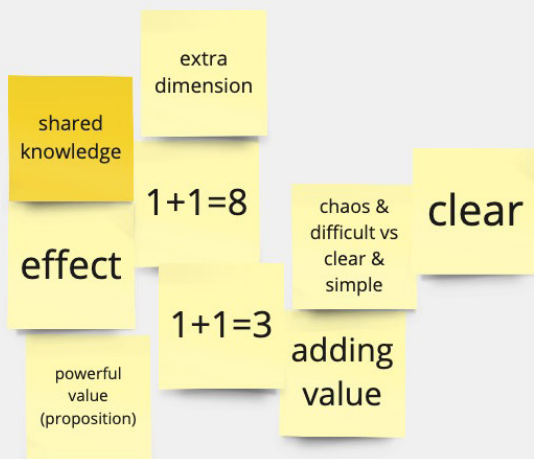 extra
dimension
shared
knowledge
1+1=8
chaos &
difficult vs
clear &
simple
clear
effect
1+1=3
adding
value
powerful
value
(proposition)